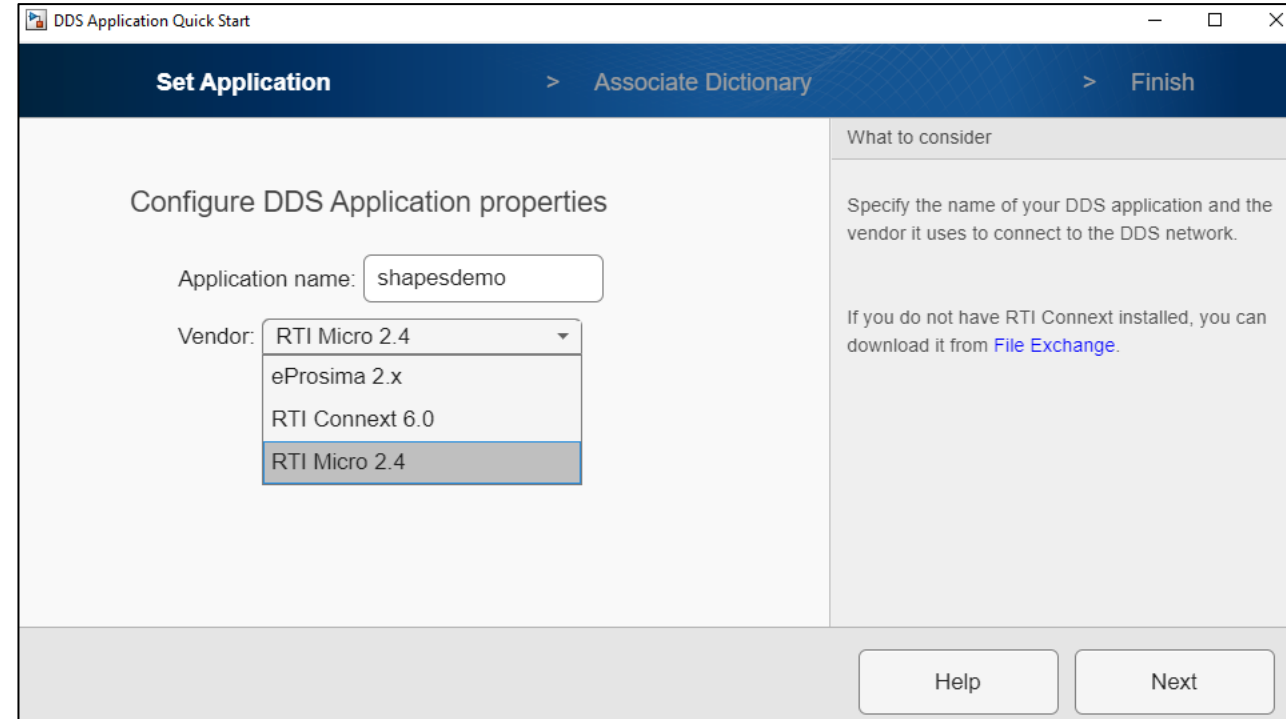 DDS Application Quick Start
Set Application > Associate Dictionary > Finish
Configure DDS Application properties
Application name: shapesdemo
Vendor: RTI Micro 2.4
eProsima 2.x
RTI Connext 6.0
RTI Micro 2.4
What to consider
Specify the name of your DDS application and the
vendor it uses to connect to the DDS network.
If you do not have RTI Connext installed, you can
download it from File Exchange.
Help
Next